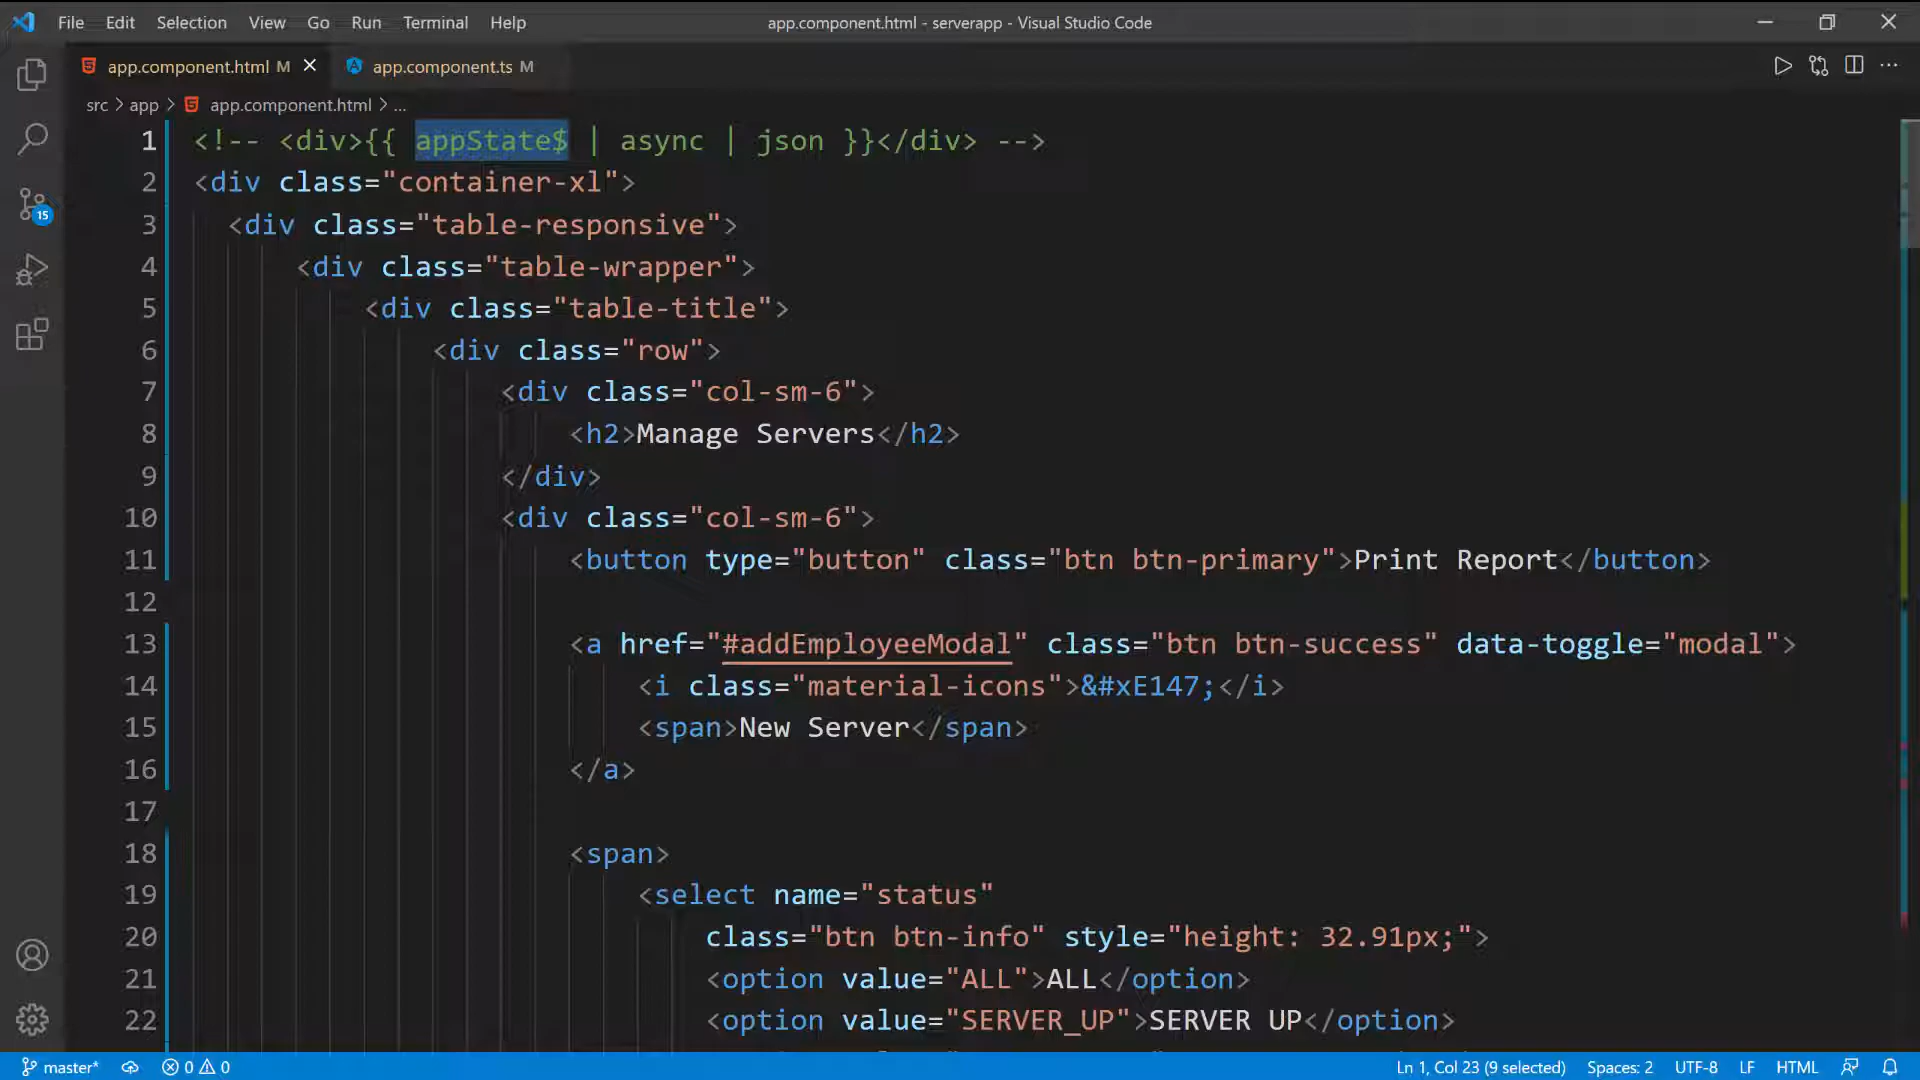 File Edit Selection View Go Run Terminal Help app.component.html - serverapp - Visual Studio Code
app.component.html M app.component.ts M
src > app > app.component.html > ...
1 <!-- <div>{{ appState$ | async | json }}</div> -->
2 <div class="container-xl">
3 <div class="table-responsive">
4 <div class="table-wrapper">
5 <div class="table-title">
6 <div class="row">
7 <div class="col-sm-6">
8 <h2>Manage Servers</h2>
9 </div>
10 <div class="col-sm-6">
11 <button type="button" class="btn btn-primary">Print Report</button>
12
13 <a href="#addEmployeeModal" class="btn btn-success" data-toggle="modal">
14 <i class="material-icons">&#xE147;</i>
15 <span>New Server</span>
16 </a>
17
18 <span>
19 <select name="status"
20 class="btn btn-info" style="height: 32.91px;">
21 <option value="ALL">ALL</option>
22 <option value="SERVER_UP">SERVER UP</option>
15
master* 0 0 Ln 1, Col 23 (9 selected) Spaces: 2 UTF-8 LF HTML